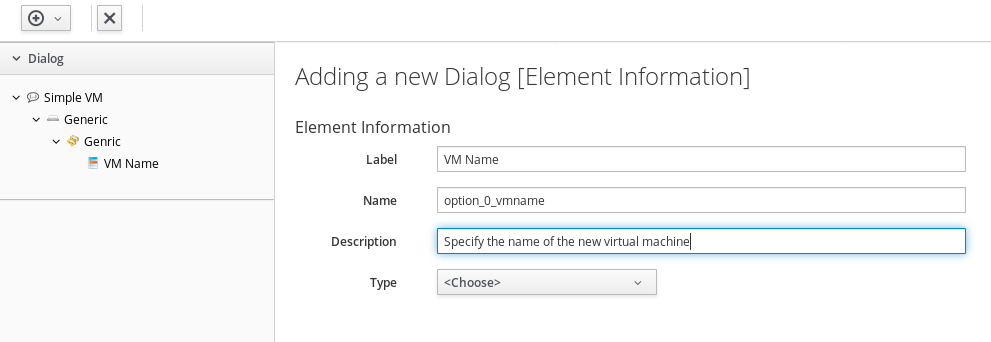 Dialog
Simple VM
Generic
Genric
VM Name
Adding a new Dialog [Element Information]
Element Information
Label VM Name
Name option_0_vmname
Description Specify the name of the new virtual machine
Type <Choose>